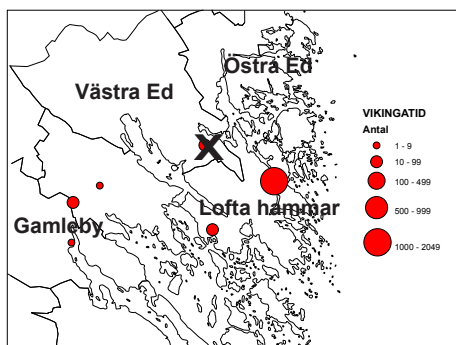 Östra Ed
Västra Ed
X
Lofta hammar
Gamleby
VIKINGATID
Antal
1 - 9
10 - 99
100 - 499
500 - 999
1000 - 2049